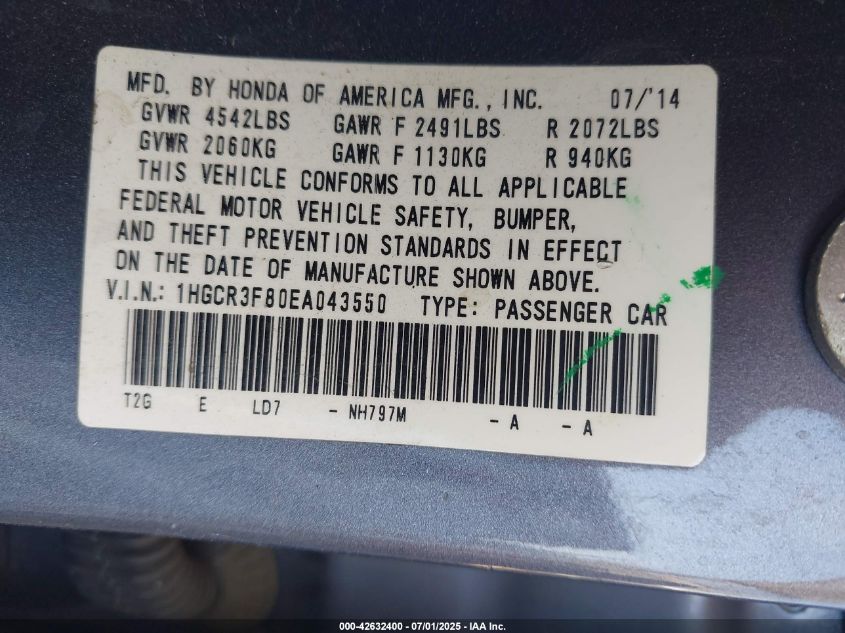 MFD. BY HONDA OF AMERICA MFG., INC. 07/'14
GVWR 4542LBS GAWR F 2491LBS R 2072LBS
GVWR 2060KG GAWR F 1130KG R 940KG
THIS VEHICLE CONFORMS TO ALL APPLICABLE
FEDERAL MOTOR VEHICLE SAFETY, BUMPER,
AND THEFT PREVENTION STANDARDS IN EFFECT
ON THE DATE OF MANUFACTURE SHOWN ABOVE.
V.I.N.: 1HGCR3F80EA043550 TYPE: PASSENGER CAR
T2G E LD7 - NH797M - A - A
000-42632400 - 07/01/2025 - IAA Inc.